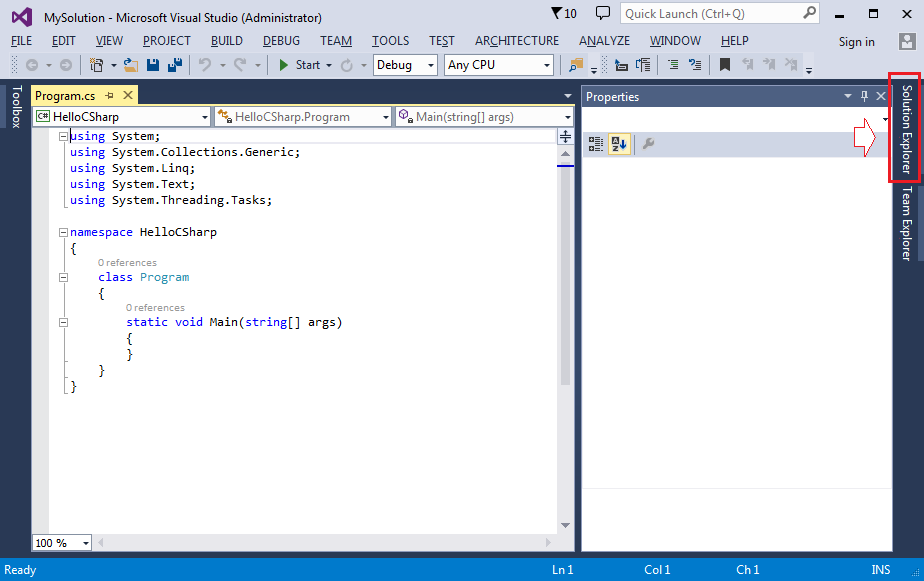 MySolution - Microsoft Visual Studio (Administrator)
10
Quick Launch (Ctrl+Q)
FILE EDIT VIEW PROJECT BUILD DEBUG TEAM TOOLS TEST ARCHITECTURE ANALYZE WINDOW HELP Sign in
Start Debug Any CPU
Toolbox
Program.cs
HelloCSharp HelloCSharp.Program Main(string[] args)
using System;
using System.Collections.Generic;
using System.Linq;
using System.Text;
using System.Threading.Tasks;
namespace HelloCSharp
{
0 references
class Program
{
0 references
static void Main(string[] args)
{
}
}
}
100 %
Properties
Solution Explorer
Team Explorer
Ready Ln 1 Col 1 Ch 1 INS